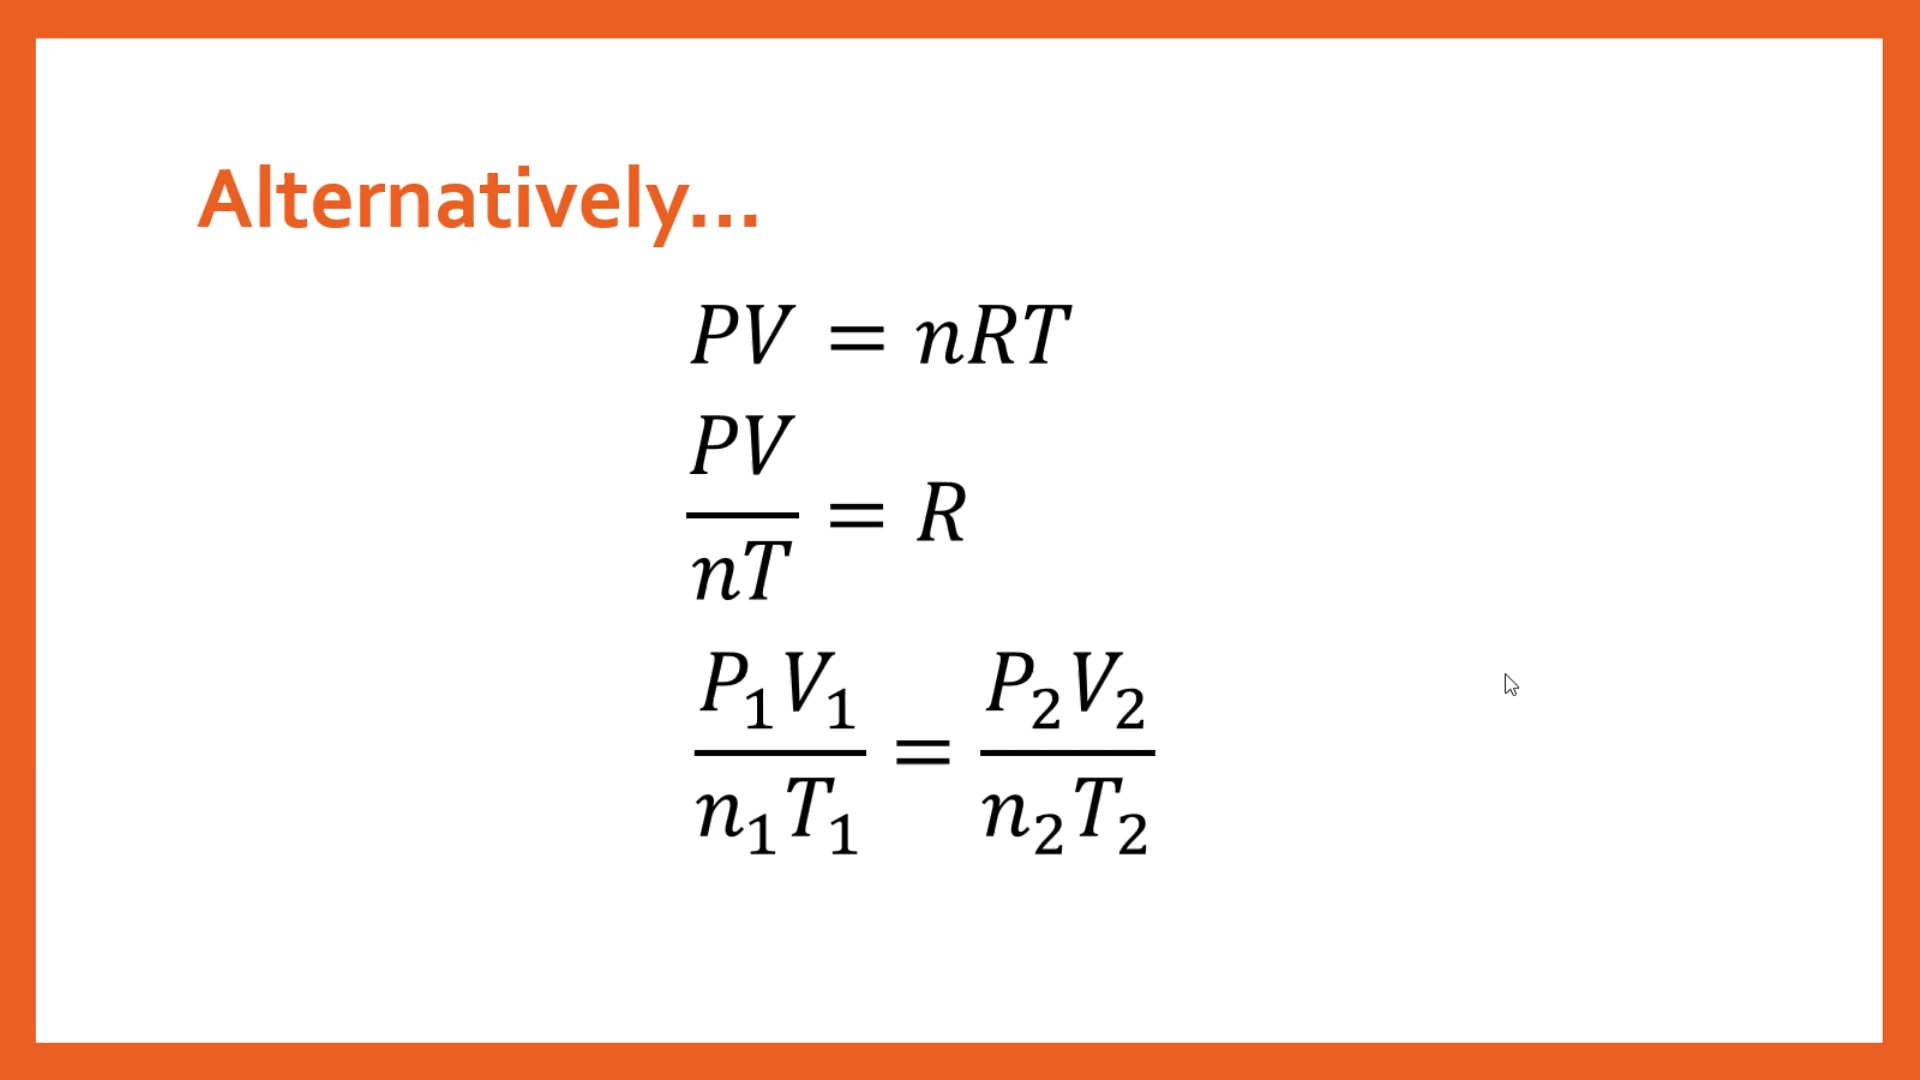 Alternatively...
PV = nRT
PV/nT = R
P₁V₁/n₁T₁ = P₂V₂/n₂T₂